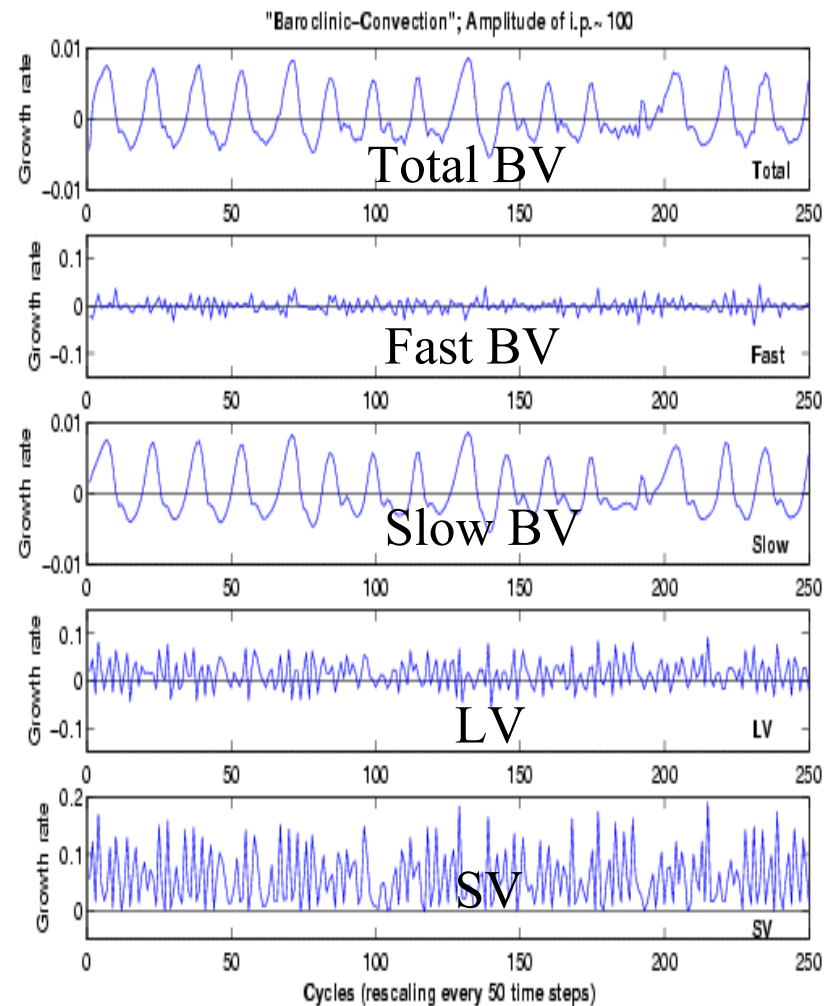 "Baroclinic-Convection"; Amplitude of i.p.~ 100
Growth rate
0.01
0
-0.01
Total BV
Total
0 50 100 150 200 250
Growth rate
0.1
0
-0.1
Fast BV
Fast
0 50 100 150 200 250
Growth rate
0.01
0
-0.01
Slow BV
Slow
0 50 100 150 200 250
Growth rate
0.1
0
-0.1
LV
LV
0 50 100 150 200 250
Growth rate
0.2
0.1
0
SV
SV
0 50 100 150 200 250
Cycles (rescaling every 50 time steps)